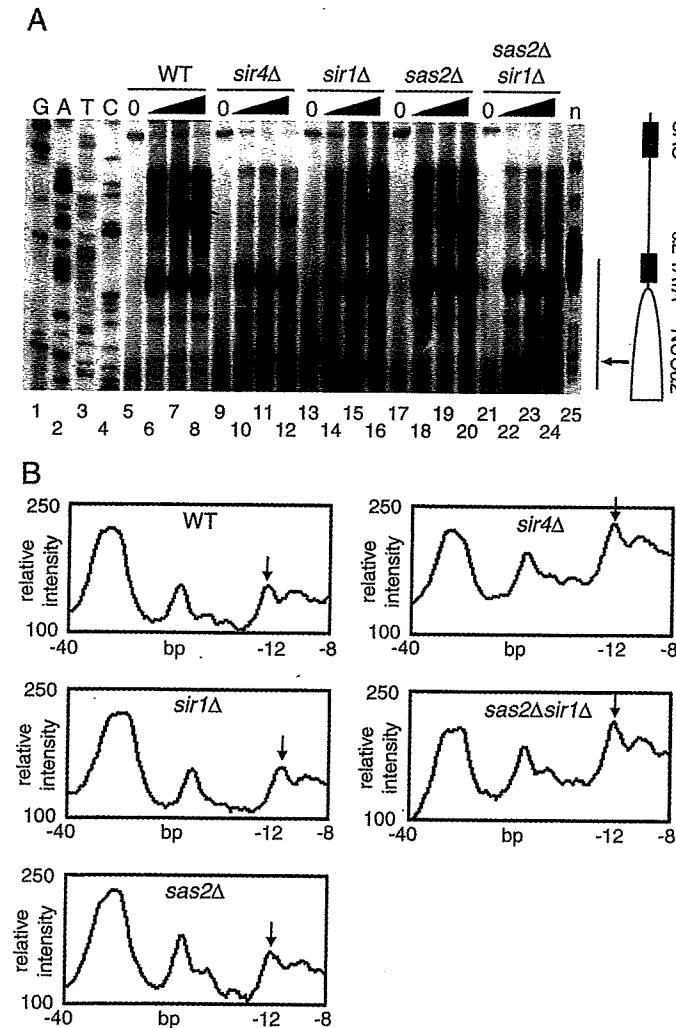 A
WT sir4Δ sir1Δ sas2Δ sas2Δ sir1Δ
G A T C 0 0 0 0 0 n
1 3 5 7 9 11 13 15 17 19 21 23 25
2 4 6 8 10 12 14 16 18 20 22 24
B
250
relative intensity
100
WT
-40 bp -12 -8
250
relative intensity
100
sir4Δ
-40 bp -12 -8
250
relative intensity
100
sir1Δ
-40 bp -12 -8
250
relative intensity
100
sas2Δsir1Δ
-40 bp -12 -8
250
relative intensity
100
sas2Δ
-40 bp -12 -8